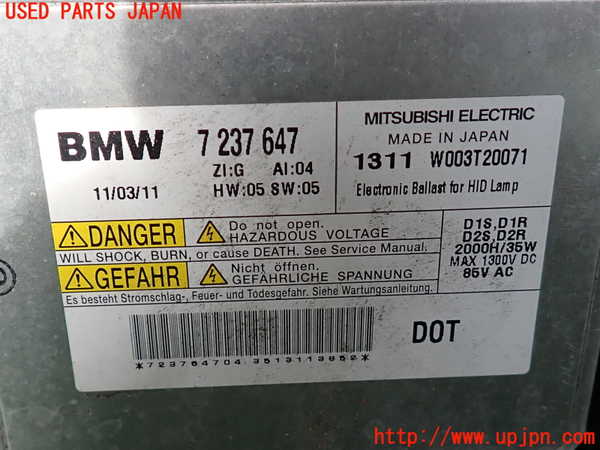 USED PARTS JAPAN
BMW 7 237 647
ZI:G AI:04
11/03/11 HW:05 SW:05
MITSUBISHI ELECTRIC
MADE IN JAPAN
1311 W003T20071
Electronic Ballast for HID Lamp
DANGER Do not open.
HAZARDOUS VOLTAGE
WILL SHOCK, BURN, or cause DEATH. See Service Manual.
GEFAHR Nicht öffnen.
GEFÄHRLICHE SPANNUNG
Es besteht Stromschlag-, Feuer- und Todesgefahr. Siehe Wartungsanleitung.
D1S,D1R
D2S,D2R
2000H/35W
MAX 1300V DC
85V AC
*723764704.3513113852*
DOT
http://www.upjpn.com/